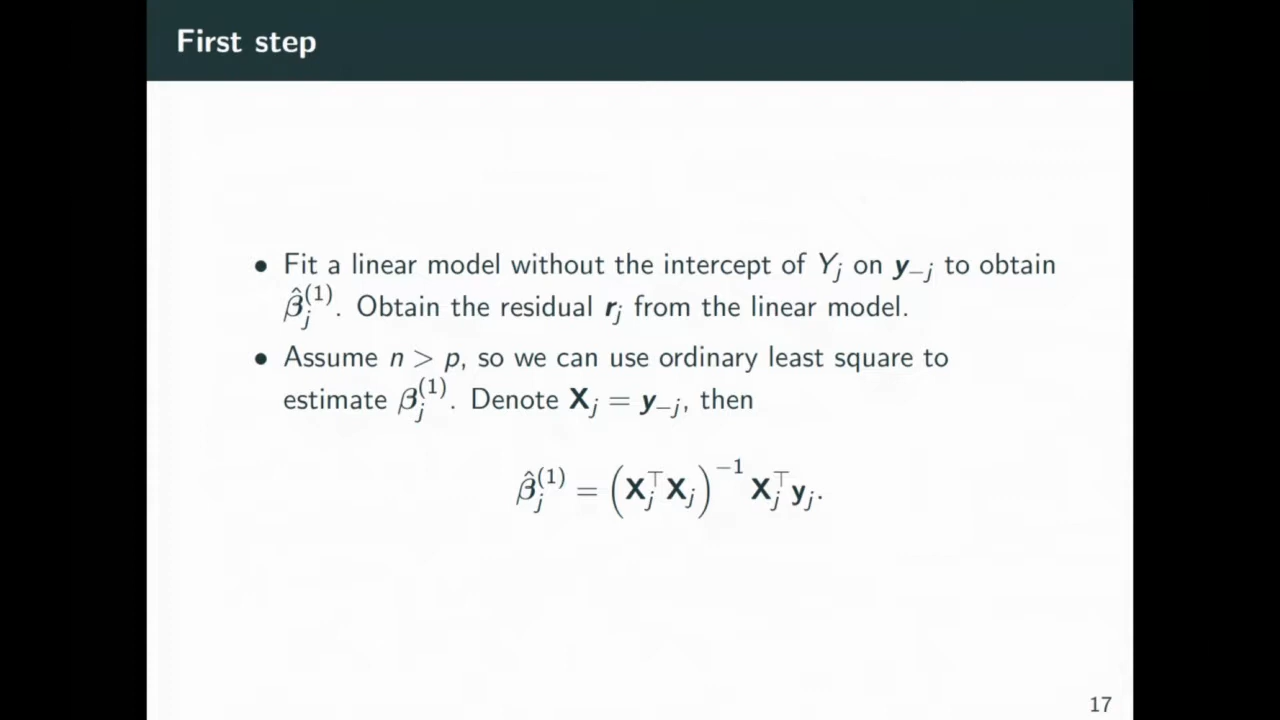 First step
• Fit a linear model without the intercept of Y_j on y_{−j} to obtain
β̂_j^{(1)}. Obtain the residual r_j from the linear model.
• Assume n > p, so we can use ordinary least square to
estimate β_j^{(1)}. Denote X_j = y_{−j}, then
β̂_j^{(1)} = (X_j^⊤ X_j)^{−1} X_j^⊤ y_j.
17